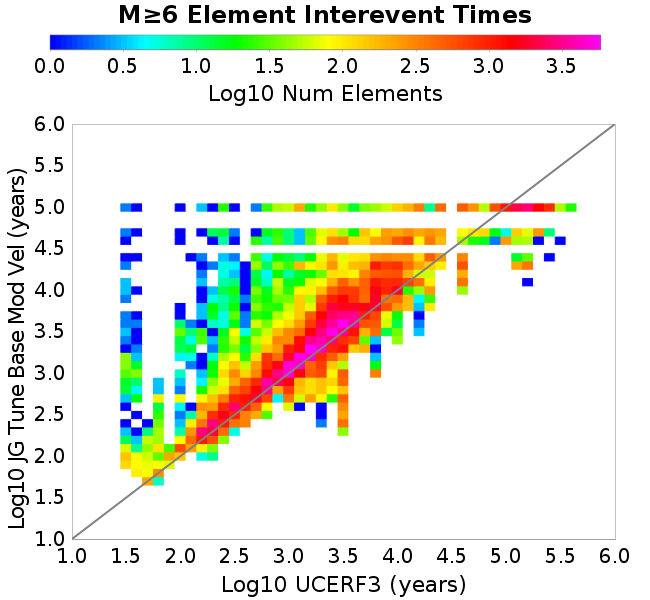 M≥6 Element Interevent Times
0.0 0.5 1.0 1.5 2.0 2.5 3.0 3.5
Log10 Num Elements
Log10 JG Tune Base Mod Vel (years)
6.0
5.5
5.0
4.5
4.0
3.5
3.0
2.5
2.0
1.5
1.0
1.0 1.5 2.0 2.5 3.0 3.5 4.0 4.5 5.0 5.5 6.0
Log10 UCERF3 (years)